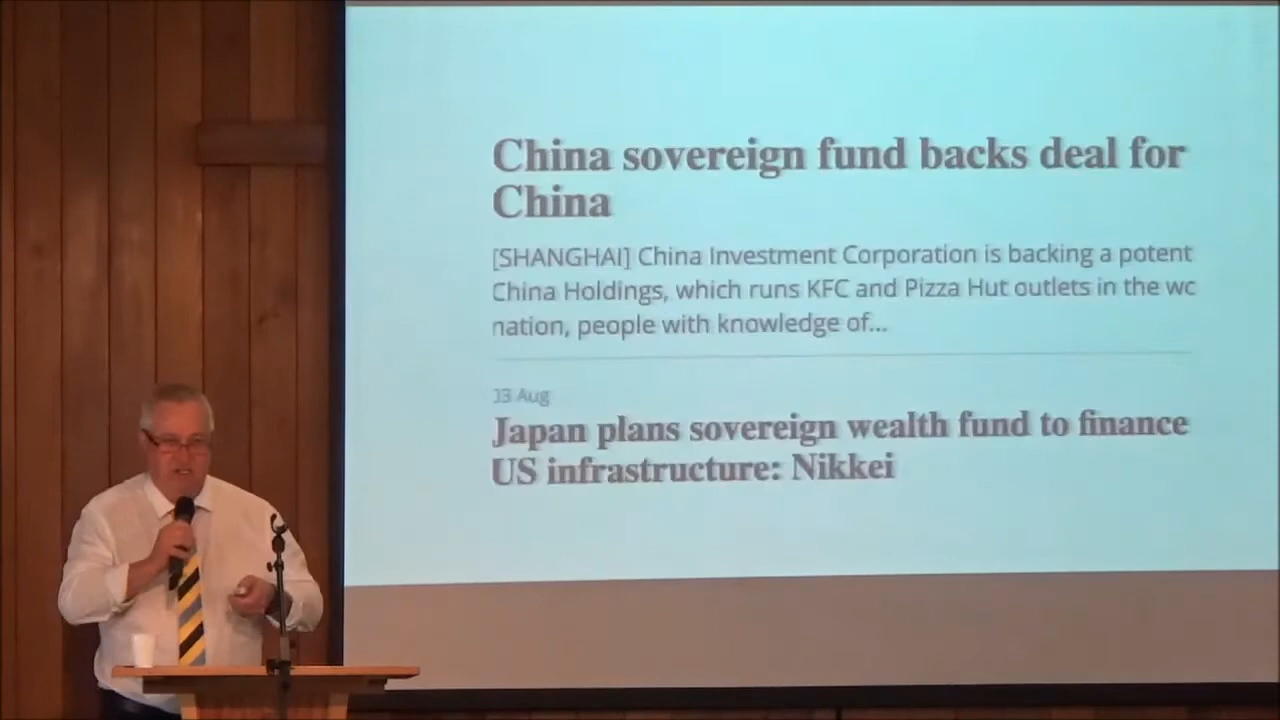 China sovereign fund backs deal for
China
[SHANGHAI] China Investment Corporation is backing a potent
China Holdings, which runs KFC and Pizza Hut outlets in the wc
nation, people with knowledge of...
03 Aug
Japan plans sovereign wealth fund to finance
US infrastructure: Nikkei